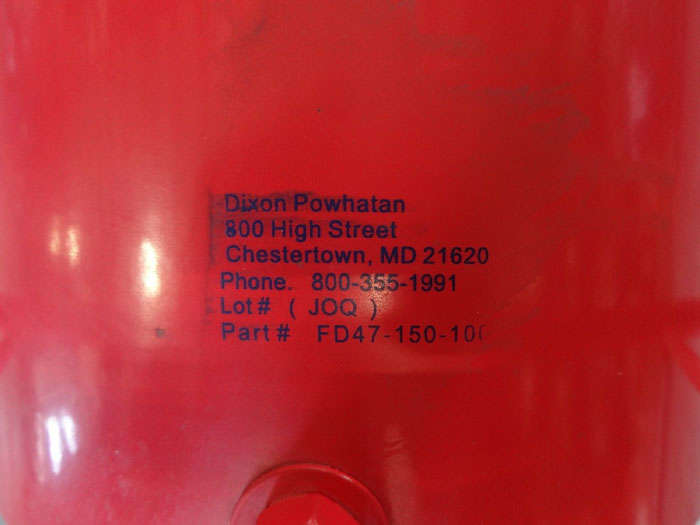 Dixon Powhatan
800 High Street
Chestertown, MD 21620
Phone. 800-355-1991
Lot# ( JOQ )
Part# FD47-150-10